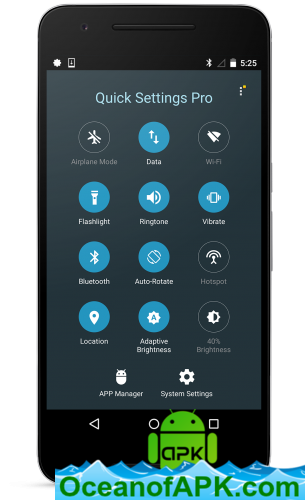 5:25
Quick Settings Pro
Airplane Mode
Data
Wi-Fi
Flashlight
Ringtone
Vibrate
Bluetooth
Auto-Rotate
Hotspot
Location
Adaptive
Brightness
40%
Brightness
APP Manager
System Settings
APK
OceanofAPK.com